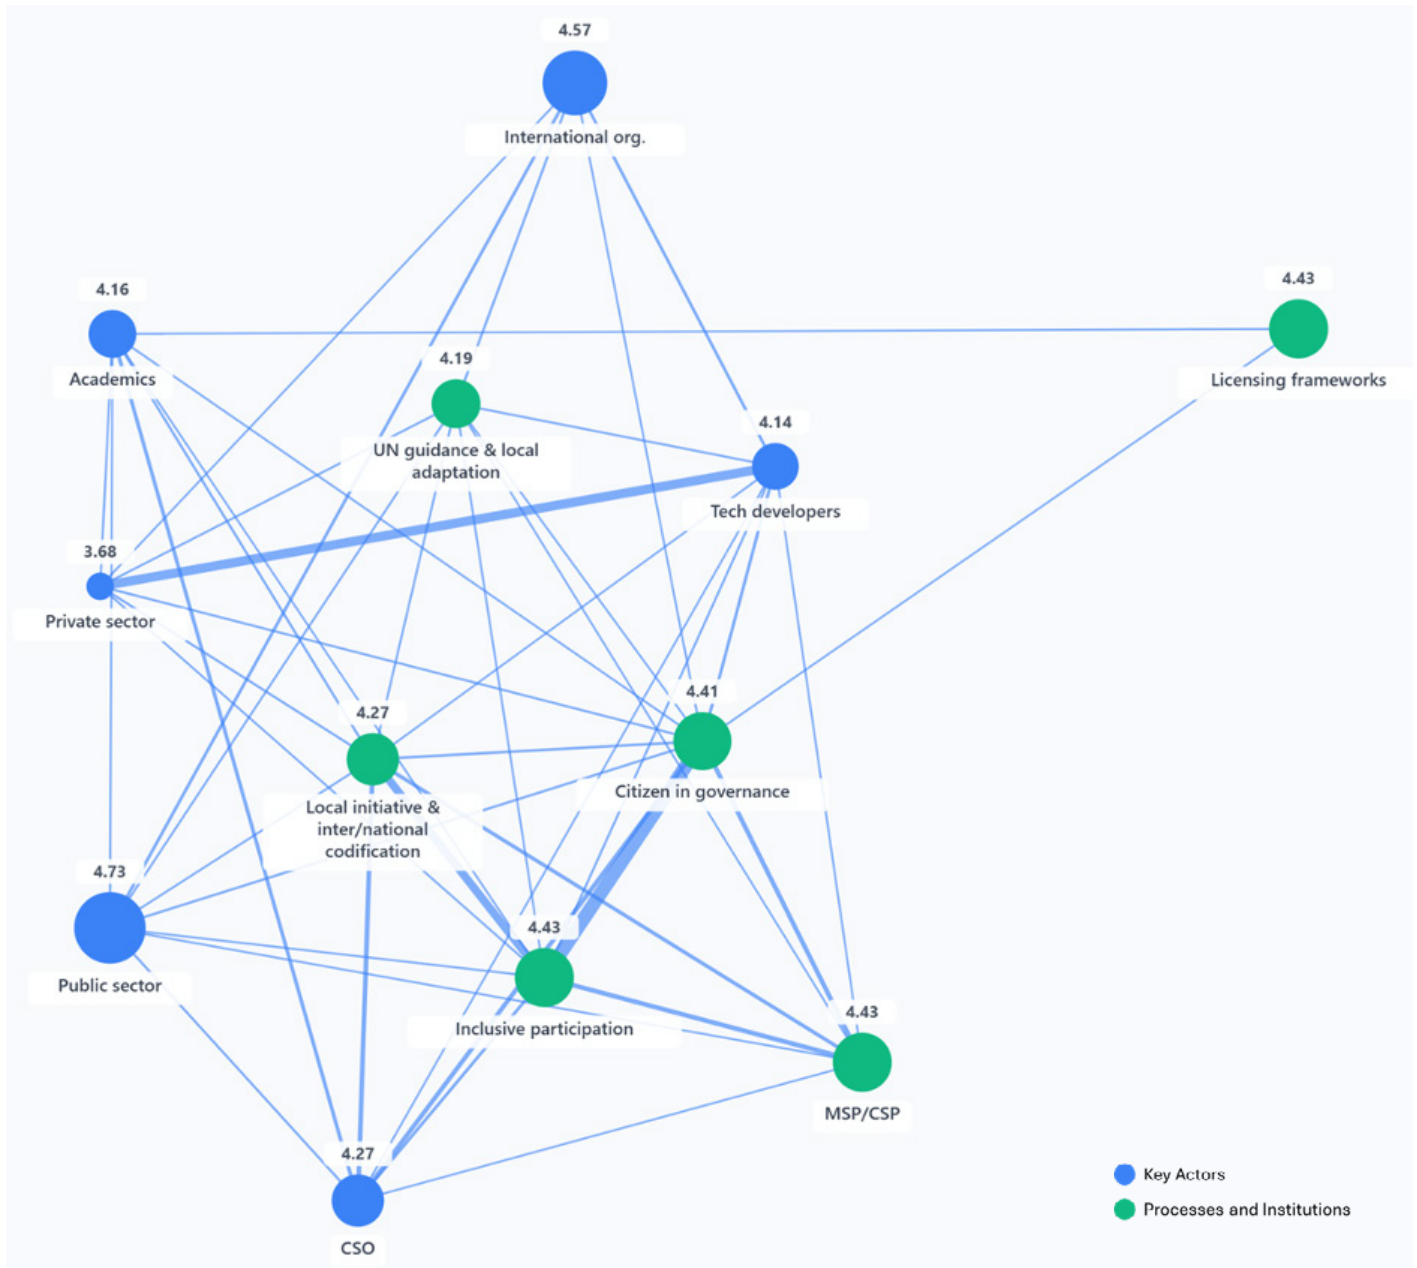 4.57
International org.
4.16
Academics
4.43
Licensing frameworks
4.19
UN guidance & local
adaptation
4.14
Tech developers
3.68
Private sector
4.27
Local initiative &
inter/national
codification
4.41
Citizen in governance
4.73
Public sector
4.43
Inclusive participation
4.43
MSP/CSP
4.27
CSO
Key Actors
Processes and Institutions